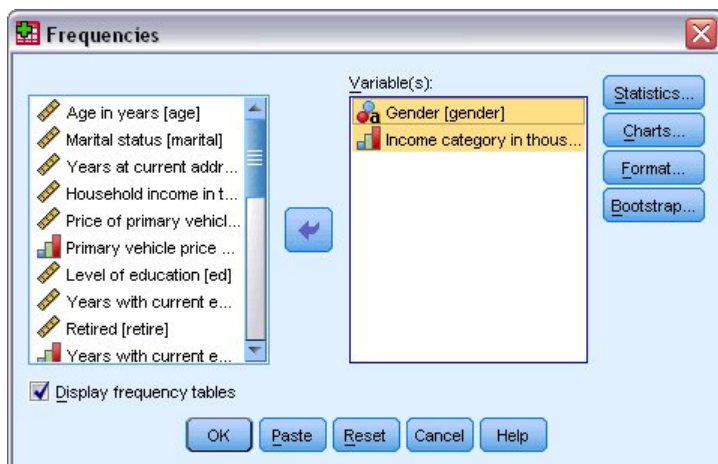 Frequencies
Variable(s):
Age in years [age]
Marital status [marital]
Years at current addr...
Household income in t...
Price of primary vehicl...
Primary vehicle price ...
Level of education [ed]
Years with current e...
Retired [retire]
Years with current e...
Gender [gender]
Income category in thous...
Statistics...
Charts...
Format...
Bootstrap...
Display frequency tables
OK
Paste
Reset
Cancel
Help